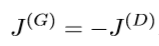 J^{(G)} = -J^{(D)}